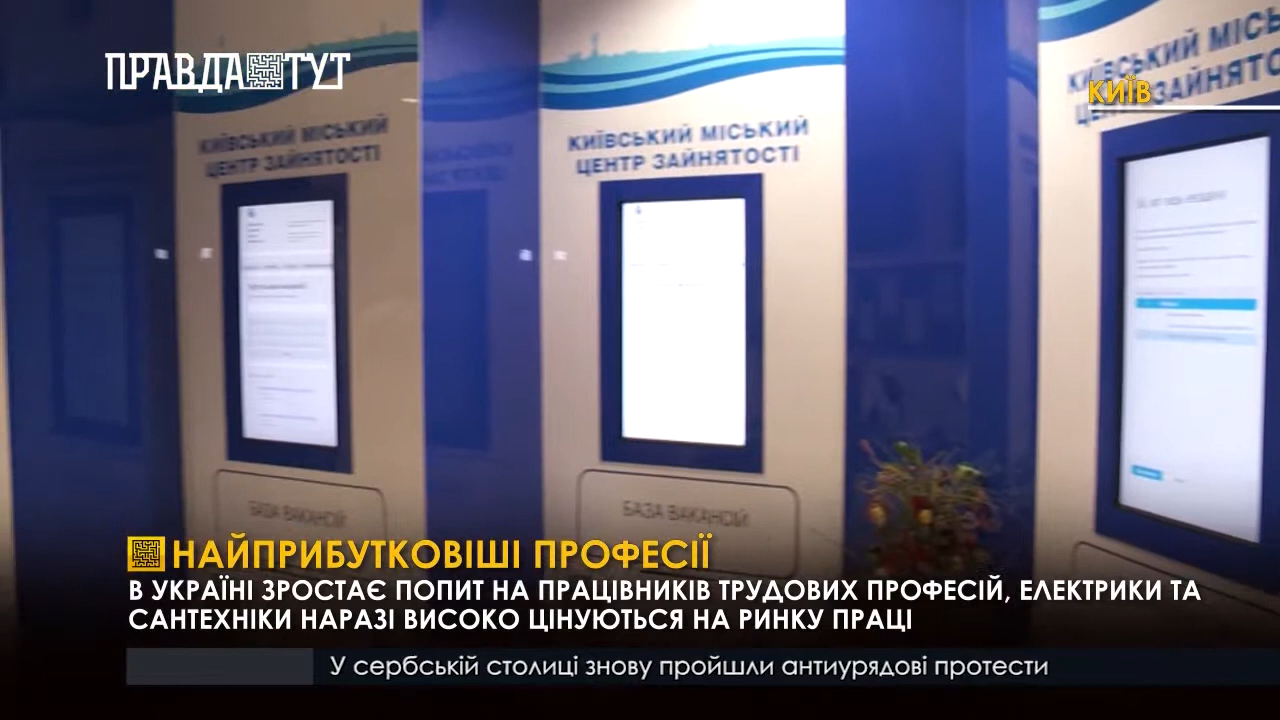 ПРАВДА ТУТ
КИЇВ
КИЇВСЬКИЙ МІСЬКИЙ
ЦЕНТР ЗАЙНЯТОСТІ
КИЇВСЬКИЙ МІСЬКИЙ
ЦЕНТР ЗАЙНЯТОСТІ
КИЇВСЬКИЙ МІСЬ
ЦЕНТР ЗАЙНЯТО
БАЗА ВАКАНСІЙ
БАЗА ВАКАНСІЙ
НАЙПРИБУТКОВІШІ ПРОФЕСІЇ
В УКРАЇНІ ЗРОСТАЄ ПОПИТ НА ПРАЦІВНИКІВ ТРУДОВИХ ПРОФЕСІЙ, ЕЛЕКТРИКИ ТА
САНТЕХНІКИ НАРАЗІ ВИСОКО ЦІНУЮТЬСЯ НА РИНКУ ПРАЦІ
У сербській столиці знову пройшли антиурядові протести